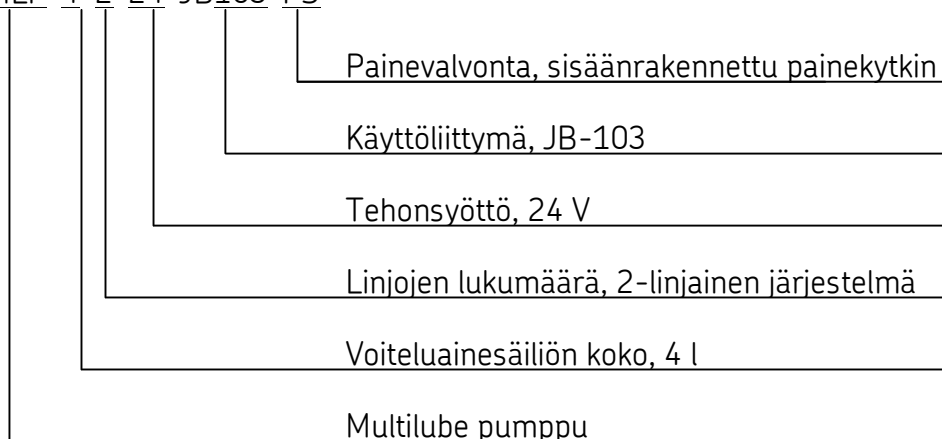 Painevalvonta, sisäänrakennettu painekytkin
Käyttöliittymä, JB-103
Tehonsyöttö, 24 V
Linjojen lukumäärä, 2-linjainen järjestelmä
Voiteluainesäiliön koko, 4 l
Multilube pumppu